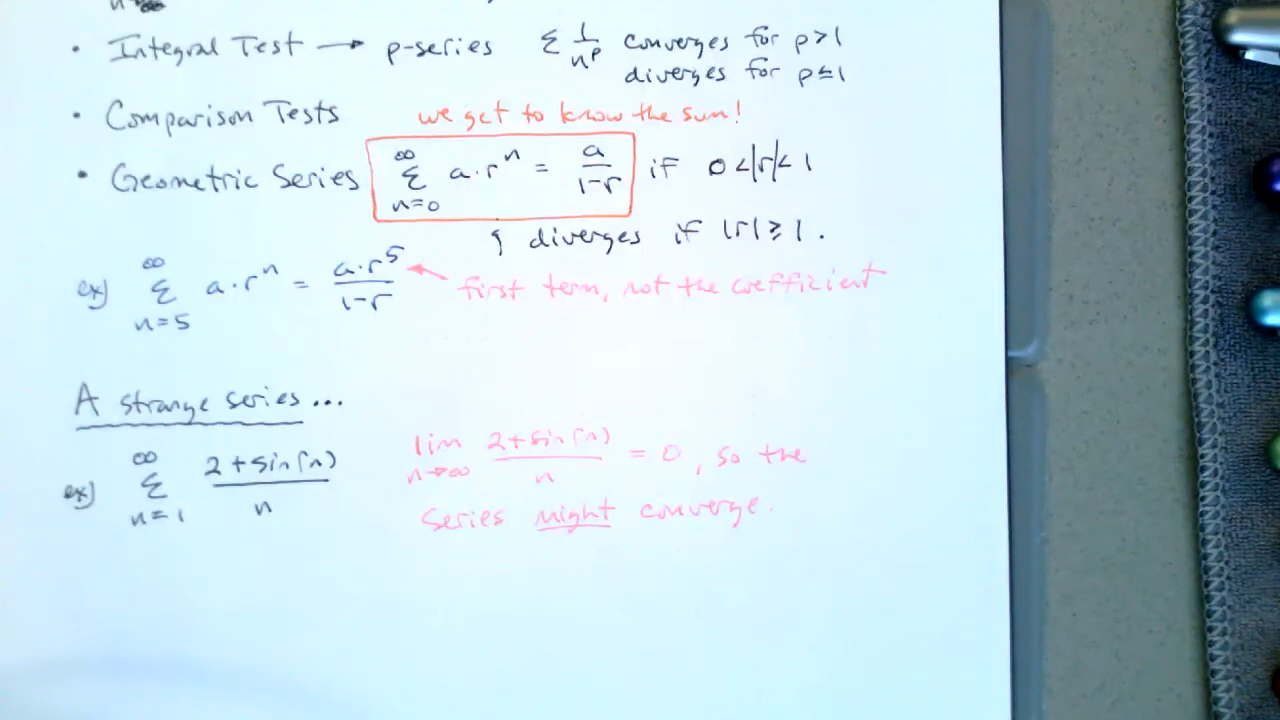 n→∞
• Integral Test → p-series Σ 1/n^p converges for p>1
diverges for p≤1
• Comparison Tests we get to know the sum!
• Geometric Series ∞ Σ n=0 a·r^n = a/(1-r) if 0<|r|<1
diverges if |r|≥1.
ex) ∞ Σ n=5 a·r^n = a·r^5/(1-r) ← first term, not the coefficient
A strange series...
ex) ∞ Σ n=1 (2+sin(n))/n lim n→∞ (2+sin(n))/n = 0, so the
series might converge.